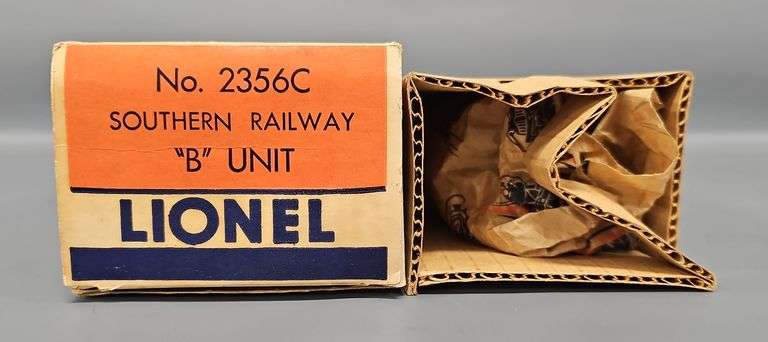 No. 2356C
SOUTHERN RAILWAY
"B" UNIT
LIONEL